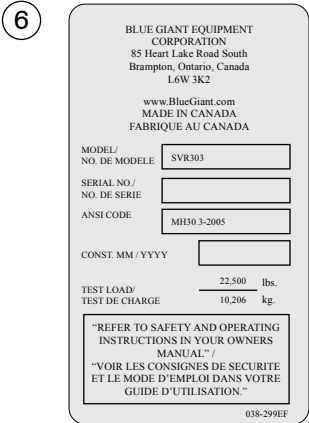 6
BLUE GIANT EQUIPMENT
CORPORATION
85 Heart Lake Road South
Brampton, Ontario, Canada
L6W 3K2
www.BlueGiant.com
MADE IN CANADA
FABRIQUE AU CANADA
MODEL/
NO. DE MODELE SVR303
SERIAL NO./
NO. DE SERIE
ANSI CODE MH30.3-2005
CONST. MM / YYYY
22,500 lbs.
TEST LOAD/
TEST DE CHARGE 10,206 kg.
“REFER TO SAFETY AND OPERATING
INSTRUCTIONS IN YOUR OWNERS
MANUAL” /
“VOIR LES CONSIGNES DE SECURITE
ET LE MODE D’EMPLOI DANS VOTRE
GUIDE D’UTILISATION.”
038-299EF